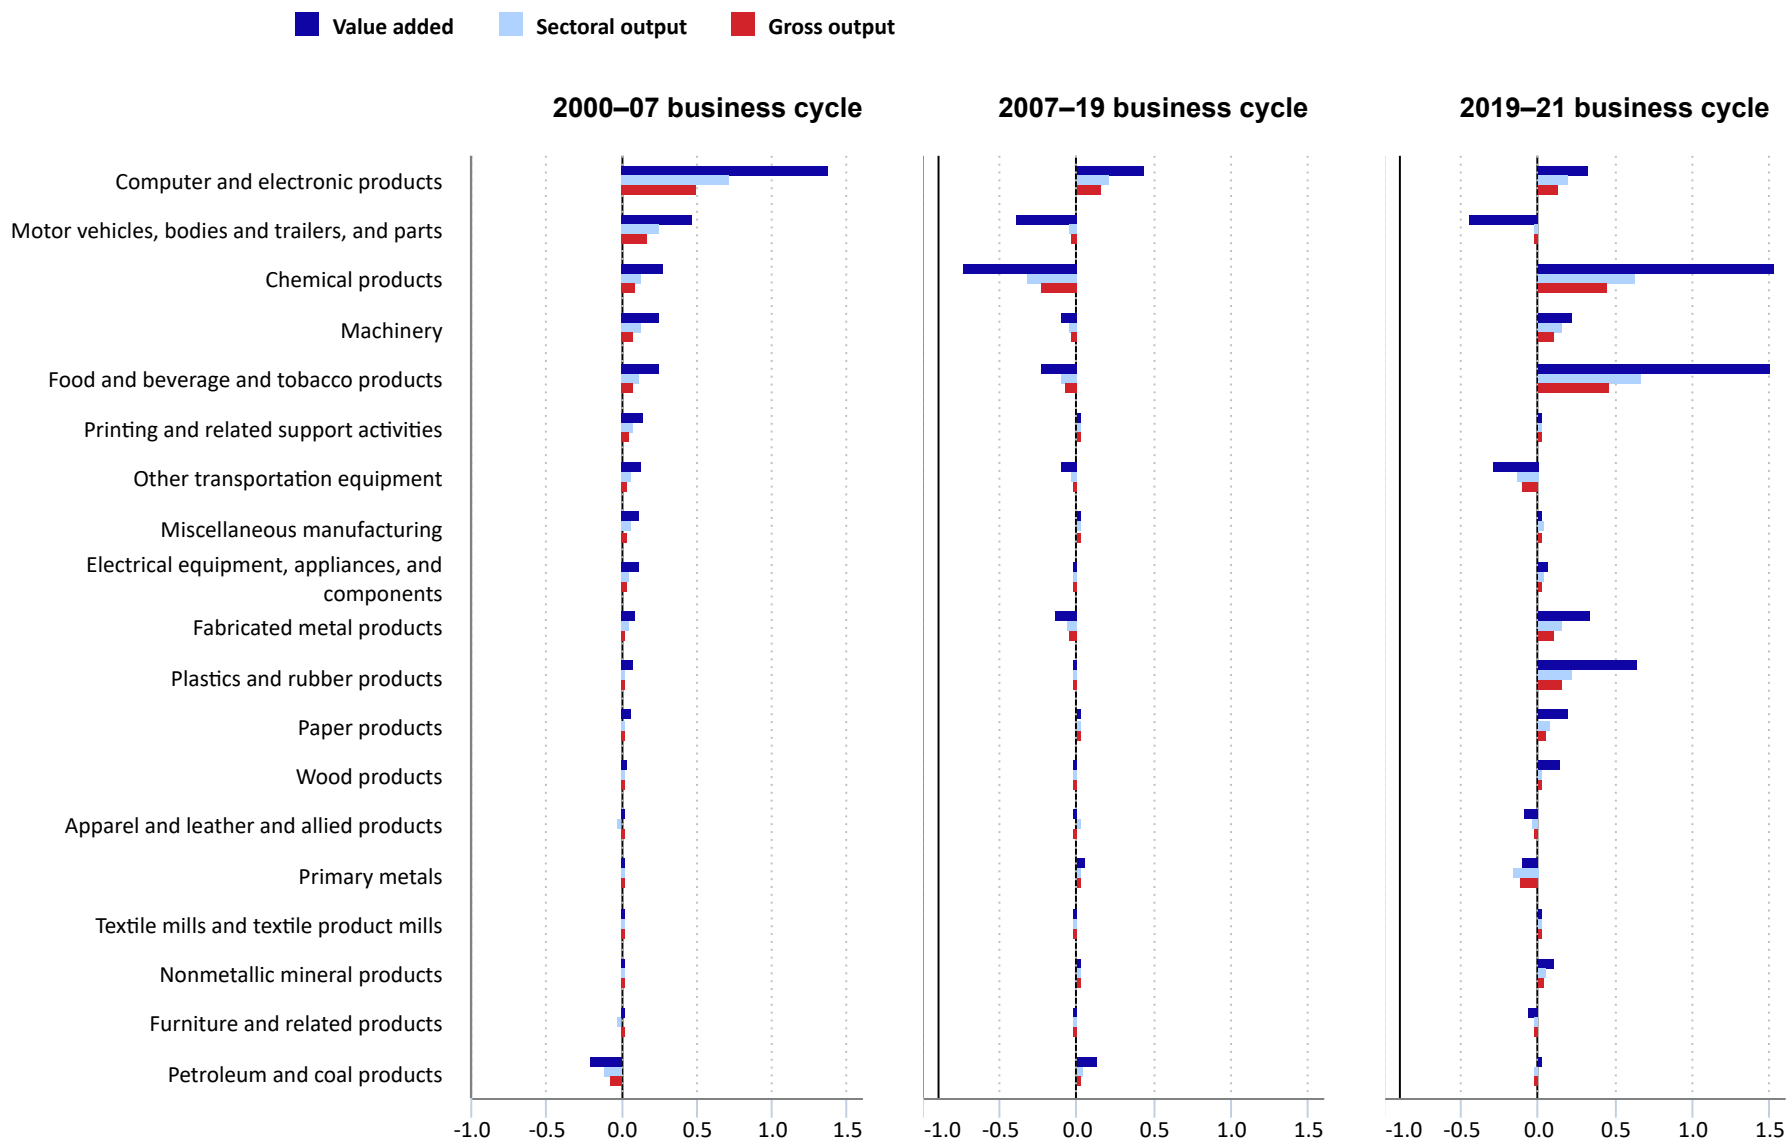 Value added Sectoral output Gross output
2000–07 business cycle 2007–19 business cycle 2019–21 business cycle
Computer and electronic products
Motor vehicles, bodies and trailers, and parts
Chemical products
Machinery
Food and beverage and tobacco products
Printing and related support activities
Other transportation equipment
Miscellaneous manufacturing
Electrical equipment, appliances, and
components
Fabricated metal products
Plastics and rubber products
Paper products
Wood products
Apparel and leather and allied products
Primary metals
Textile mills and textile product mills
Nonmetallic mineral products
Furniture and related products
Petroleum and coal products
-1.0 -0.5 0.0 0.5 1.0 1.5 -1.0 -0.5 0.0 0.5 1.0 1.5 -1.0 -0.5 0.0 0.5 1.0 1.5